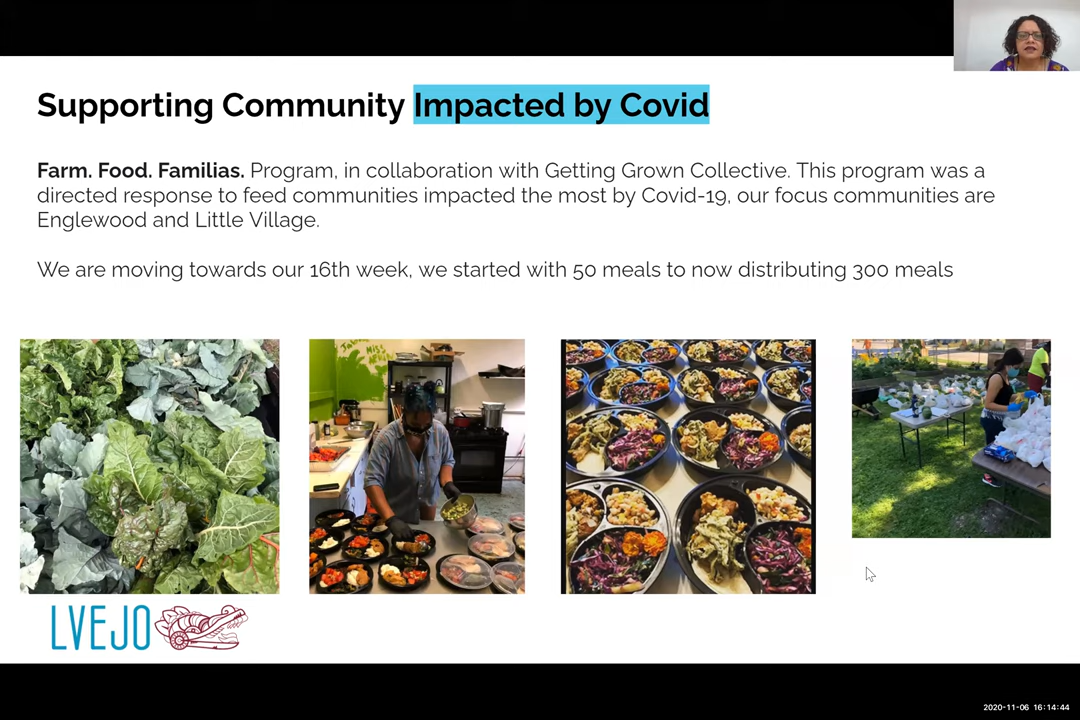 Supporting Community Impacted by Covid
Farm. Food. Familias. Program, in collaboration with Getting Grown Collective. This program was a
directed response to feed communities impacted the most by Covid-19, our focus communities are
Englewood and Little Village.
We are moving towards our 16th week, we started with 50 meals to now distributing 300 meals
LVEJO
2020-11-06 16:14:44